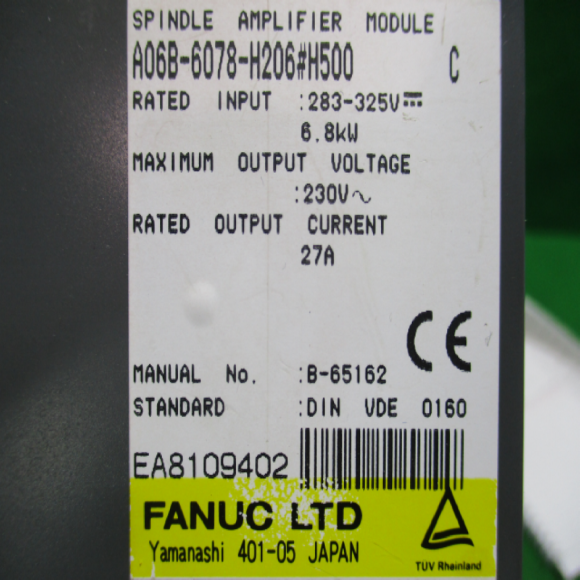 SPINDLE AMPLIFIER MODULE
A06B-6078-H206#H500 C
RATED INPUT :283-325V⎓
6.8kW
MAXIMUM OUTPUT VOLTAGE
:230V∿
RATED OUTPUT CURRENT
27A
CE
MANUAL No. :B-65162
STANDARD :DIN VDE 0160
EA8109402
FANUC LTD
Yamanashi 401-05 JAPAN
TUV Rheinland